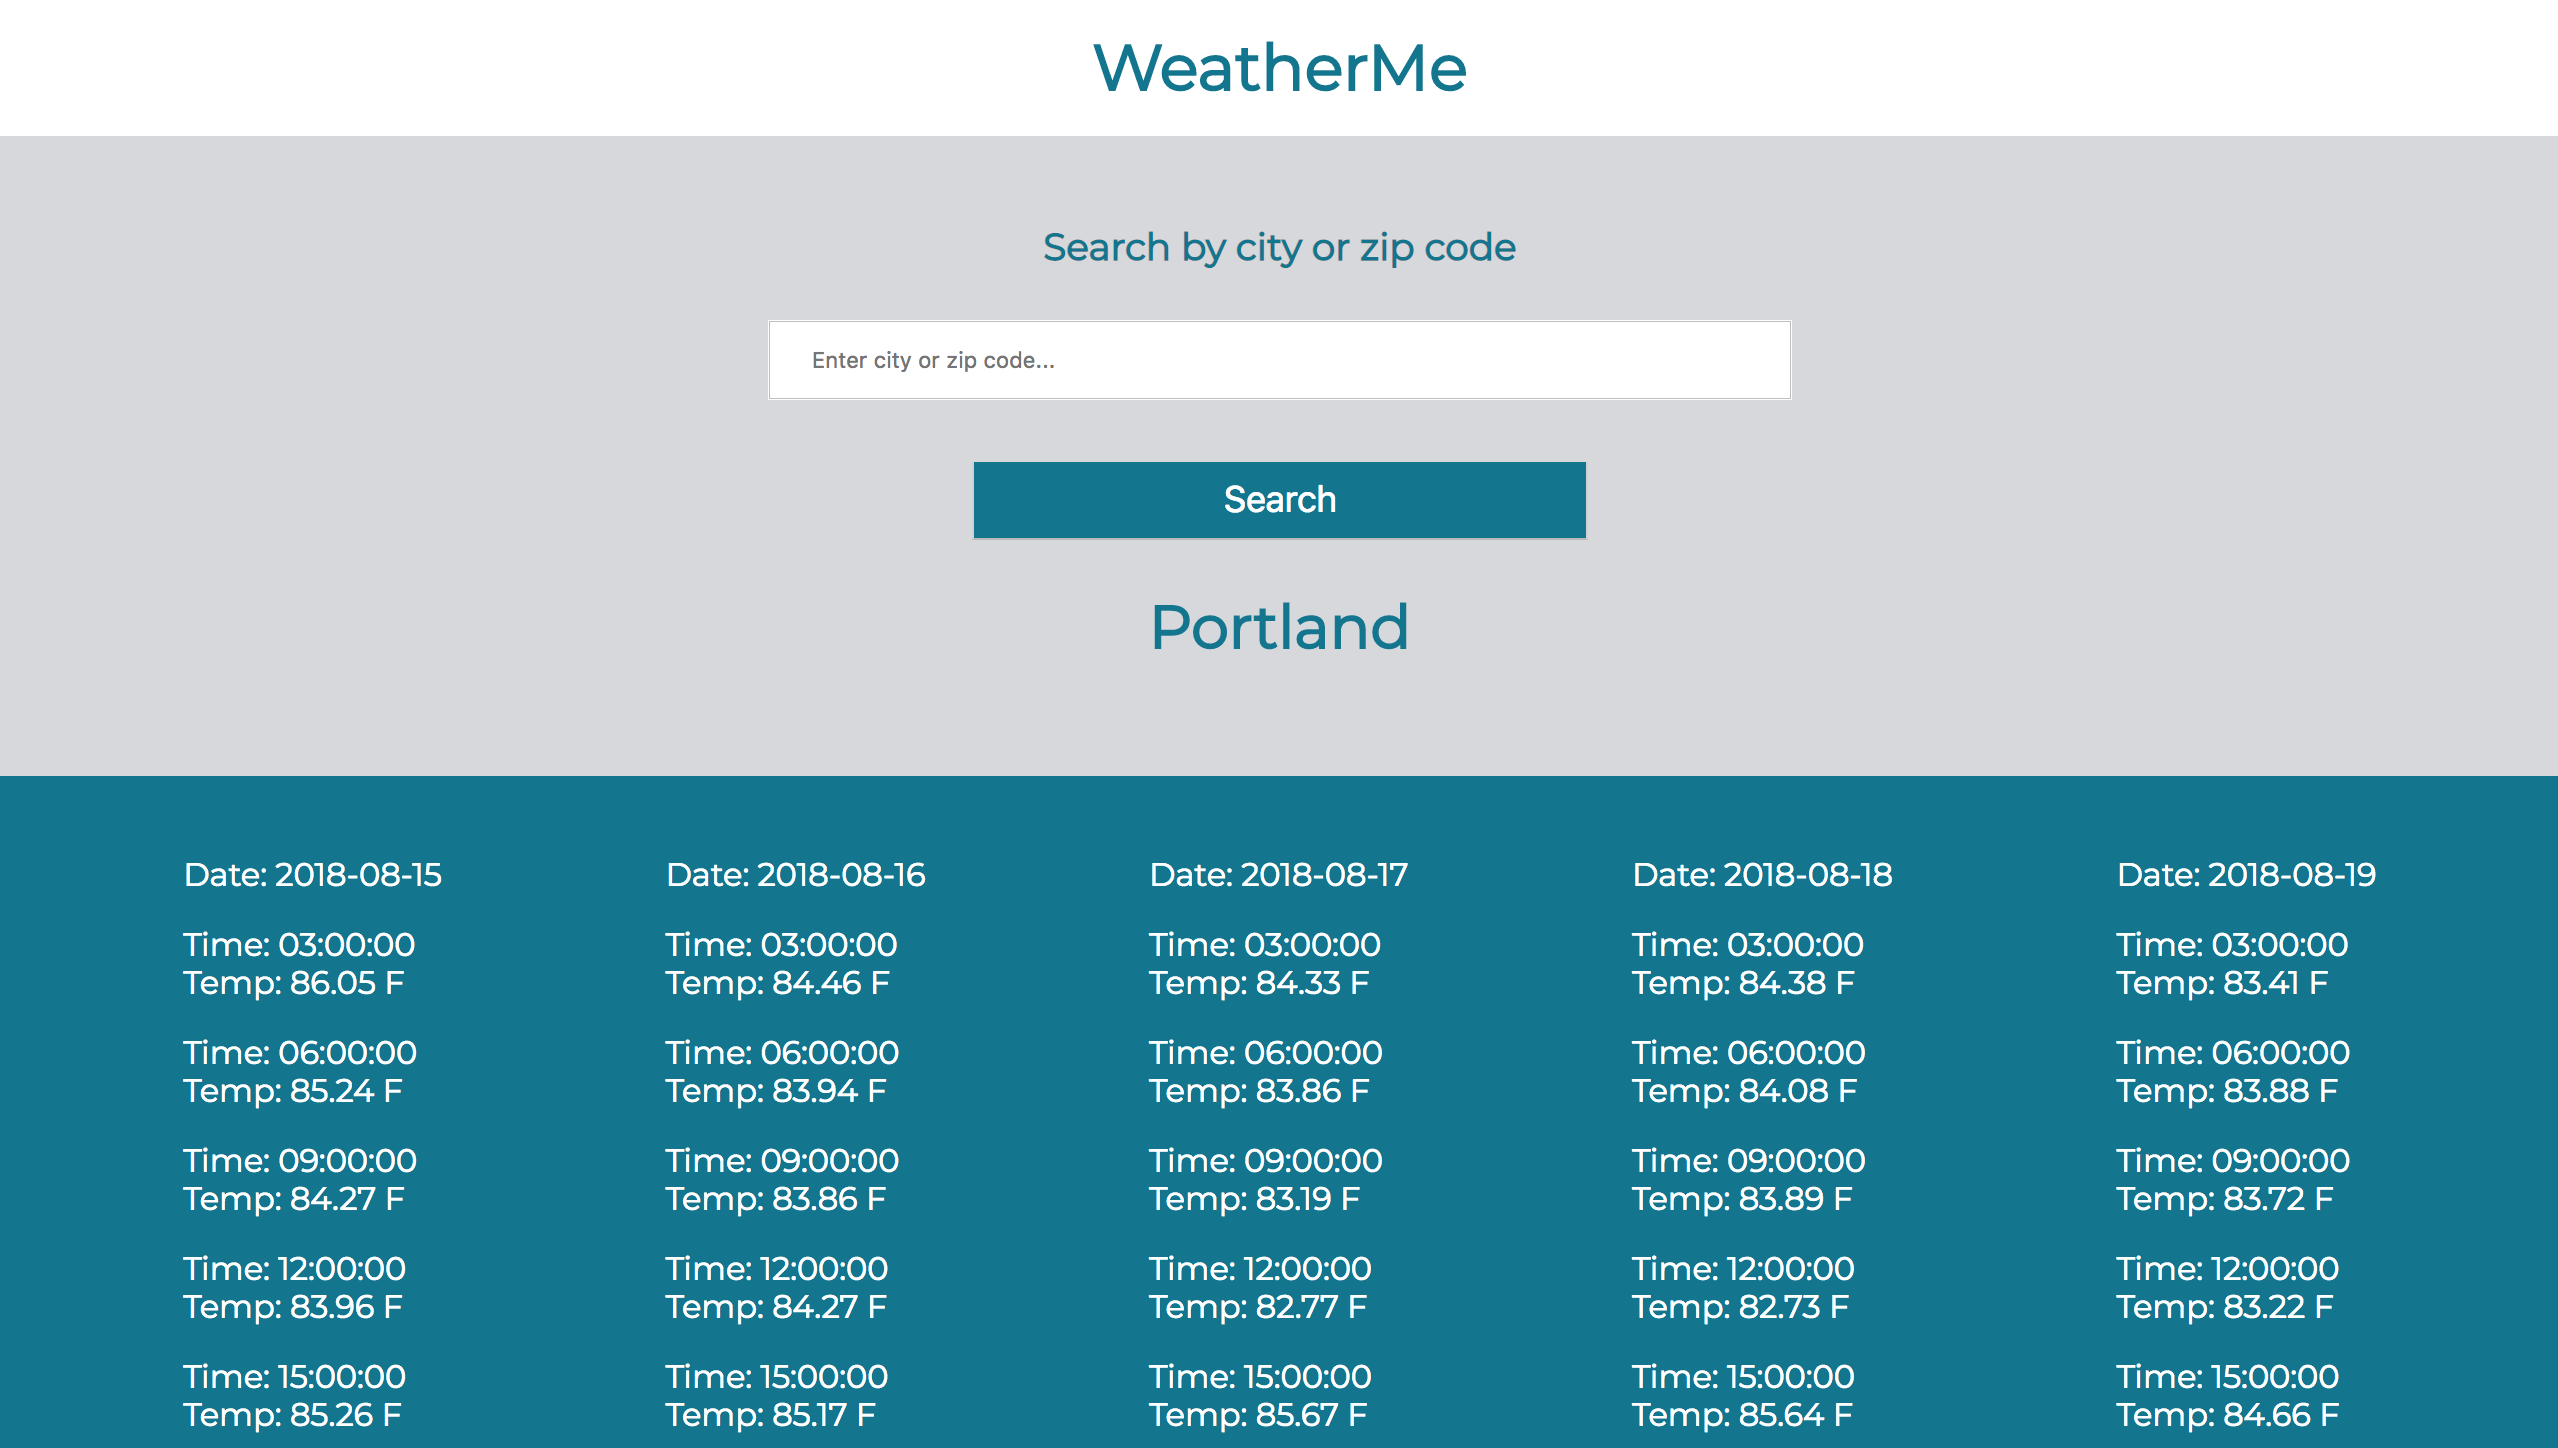 WeatherMe
Search by city or zip code
Enter city or zip code...
Search
Portland
Date: 2018-08-15
Time: 03:00:00
Temp: 86.05 F
Time: 06:00:00
Temp: 85.24 F
Time: 09:00:00
Temp: 84.27 F
Time: 12:00:00
Temp: 83.96 F
Time: 15:00:00
Temp: 85.26 F
Date: 2018-08-16
Time: 03:00:00
Temp: 84.46 F
Time: 06:00:00
Temp: 83.94 F
Time: 09:00:00
Temp: 83.86 F
Time: 12:00:00
Temp: 84.27 F
Time: 15:00:00
Temp: 85.17 F
Date: 2018-08-17
Time: 03:00:00
Temp: 84.33 F
Time: 06:00:00
Temp: 83.86 F
Time: 09:00:00
Temp: 83.19 F
Time: 12:00:00
Temp: 82.77 F
Time: 15:00:00
Temp: 85.67 F
Date: 2018-08-18
Time: 03:00:00
Temp: 84.38 F
Time: 06:00:00
Temp: 84.08 F
Time: 09:00:00
Temp: 83.89 F
Time: 12:00:00
Temp: 82.73 F
Time: 15:00:00
Temp: 85.64 F
Date: 2018-08-19
Time: 03:00:00
Temp: 83.41 F
Time: 06:00:00
Temp: 83.88 F
Time: 09:00:00
Temp: 83.72 F
Time: 12:00:00
Temp: 83.22 F
Time: 15:00:00
Temp: 84.66 F